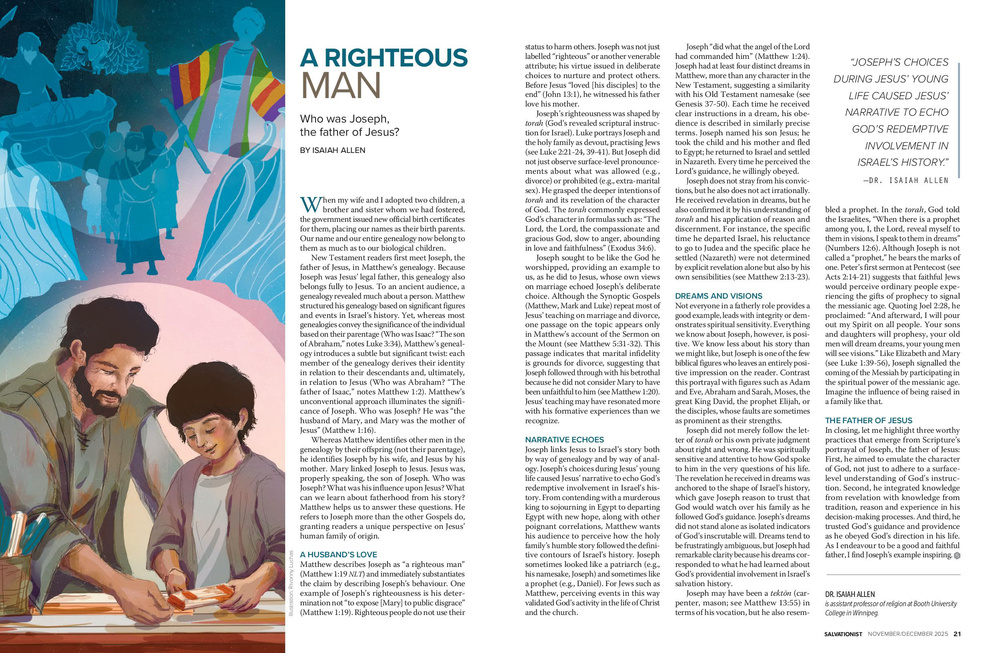 A RIGHTEOUS
MAN
Who was Joseph,
the father of Jesus?
BY ISAIAH ALLEN
When my wife and I adopted two children, a
brother and sister whom we had fostered,
the government issued new official birth certificates
for them, placing our names as their birth parents.
Our name and our entire genealogy now belong to
them as much as to our biological children.
New Testament readers first meet Joseph, the
father of Jesus, in Matthew's genealogy. Because
Joseph was Jesus' legal father, this genealogy also
belongs fully to Jesus. To an ancient audience, a
genealogy revealed much about a person. Matthew
structured his genealogy based on significant figures
and events in Israel's history. Yet, whereas most
genealogies convey the significance of the individual
based on their parentage (Who was Isaac? "The son
of Abraham," notes Luke 3:34), Matthew's geneal-
ogy introduces a subtle but significant twist: each
member of the genealogy derives their identity
in relation to their descendants and, ultimately,
in relation to Jesus (Who was Abraham? "The
father of Isaac," notes Matthew 1:2). Matthew's
unconventional approach illuminates the signifi-
cance of Joseph. Who was Joseph? He was "the
husband of Mary, and Mary was the mother of
Jesus" (Matthew 1:16).
Whereas Matthew identifies other men in the
genealogy by their offspring (not their parentage),
he identifies Joseph by his wife, and Jesus by his
mother. Mary linked Joseph to Jesus. Jesus was,
properly speaking, the son of Joseph. Who was
Joseph? What was his influence upon Jesus? What
can we learn about fatherhood from his story?
Matthew helps us to answer these questions. He
refers to Joseph more than the other Gospels do,
granting readers a unique perspective on Jesus'
human family of origin.
A HUSBAND'S LOVE
Matthew describes Joseph as "a righteous man"
(Matthew 1:19 NLT) and immediately substantiates
the claim by describing Joseph's behaviour. One
example of Joseph's righteousness is his deter-
mination not "to expose [Mary] to public disgrace"
(Matthew 1:19). Righteous people do not use their
status to harm others. Joseph was not just
labelled "righteous" or another venerable
attribute; his virtue issued in deliberate
choices to nurture and protect others.
Before Jesus "loved [his disciples] to the
end" (John 13:1), he witnessed his father
love his mother.
Joseph's righteousness was shaped by
torah (God's revealed scriptural instruc-
tion for Israel). Luke portrays Joseph and
the holy family as devout, practising Jews
(see Luke 2:21-24, 39-41). But Joseph did
not just observe surface-level pronounce-
ments about what was allowed (e.g.,
divorce) or prohibited (e.g., extra-marital
sex). He grasped the deeper intentions of
torah and its revelation of the character
of God. The torah commonly expressed
God's character in formulas such as: "The
Lord, the Lord, the compassionate and
gracious God, slow to anger, abounding
in love and faithfulness" (Exodus 34:6).
Joseph sought to be like the God he
worshipped, providing an example to
us, as he did to Jesus, whose own views
on marriage echoed Joseph's deliberate
choice. Although the Synoptic Gospels
(Matthew, Mark and Luke) repeat most of
Jesus' teaching on marriage and divorce,
one passage on the topic appears only
in Matthew's account of the Sermon on
the Mount (see Matthew 5:31-32). This
passage indicates that marital infidelity
is grounds for divorce, suggesting that
Joseph followed through with his betrothal
because he did not consider Mary to have
been unfaithful to him (see Matthew 1:20).
Jesus' teaching may have resonated more
with his formative experiences than we
recognize.
NARRATIVE ECHOES
Joseph links Jesus to Israel's story both
by way of genealogy and by way of anal-
ogy. Joseph's choices during Jesus' young
life caused Jesus' narrative to echo God's
redemptive involvement in Israel's his-
tory. From contending with a murderous
king to sojourning in Egypt to departing
Egypt with new hope, along with other
poignant correlations, Matthew wants
his audience to perceive how the holy
family's humble story followed the defini-
tive contours of Israel's history. Joseph
sometimes looked like a patriarch (e.g.,
his namesake, Joseph) and sometimes like
a prophet (e.g., Daniel). For Jews such as
Matthew, perceiving events in this way
validated God's activity in the life of Christ
and the church.
Joseph "did what the angel of the Lord
had commanded him" (Matthew 1:24).
Joseph had at least four distinct dreams in
Matthew, more than any character in the
New Testament, suggesting a similarity
with his Old Testament namesake (see
Genesis 37-50). Each time he received
clear instructions in a dream, his obe-
dience is described in similarly precise
terms. Joseph named his son Jesus; he
took the child and his mother and fled
to Egypt; he returned to Israel and settled
in Nazareth. Every time he perceived the
Lord's guidance, he willingly obeyed.
Joseph does not stray from his convic-
tions, but he also does not act irrationally.
He received revelation in dreams, but he
also confirmed it by his understanding of
torah and his application of reason and
discernment. For instance, the specific
time he departed Israel, his reluctance
to go to Judea and the specific place he
settled (Nazareth) were not determined
by explicit revelation alone but also by his
own sensibilities (see Matthew 2:13-23).
DREAMS AND VISIONS
Not everyone in a fatherly role provides a
good example, leads with integrity or dem-
onstrates spiritual sensitivity. Everything
we know about Joseph, however, is posi-
tive. We know less about his story than
we might like, but Joseph is one of the few
biblical figures who leaves an entirely posi-
tive impression on the reader. Contrast
this portrayal with figures such as Adam
and Eve, Abraham and Sarah, Moses, the
great King David, the prophet Elijah, or
the disciples, whose faults are sometimes
as prominent as their strengths.
Joseph did not merely follow the let-
ter of torah or his own private judgment
about right and wrong. He was spiritually
sensitive and attentive to how God spoke
to him in the very questions of his life.
The revelation he received in dreams was
anchored to the shape of Israel's history,
which gave Joseph reason to trust that
God would watch over his family as he
followed God's guidance. Joseph's dreams
did not stand alone as isolated indicators
of God's inscrutable will. Dreams tend to
be frustratingly ambiguous, but Joseph had
remarkable clarity because his dreams cor-
responded to what he had learned about
God's providential involvement in Israel's
salvation history.
Joseph may have been a tektōn (car-
penter, mason; see Matthew 13:55) in
terms of his vocation, but he also resem-
"JOSEPH'S CHOICES
DURING JESUS' YOUNG
LIFE CAUSED JESUS'
NARRATIVE TO ECHO
GOD'S REDEMPTIVE
INVOLVEMENT IN
ISRAEL'S HISTORY."
—DR. ISAIAH ALLEN
bled a prophet. In the torah, God told
the Israelites, "When there is a prophet
among you, I, the Lord, reveal myself to
them in visions, I speak to them in dreams"
(Numbers 12:6). Although Joseph is not
called a "prophet," he bears the marks of
one. Peter's first sermon at Pentecost (see
Acts 2:14-21) suggests that faithful Jews
would perceive ordinary people expe-
riencing the gifts of prophecy to signal
the messianic age. Quoting Joel 2:28, he
proclaimed: "And afterward, I will pour
out my Spirit on all people. Your sons
and daughters will prophesy, your old
men will dream dreams, your young men
will see visions." Like Elizabeth and Mary
(see Luke 1:39-56), Joseph signalled the
coming of the Messiah by participating in
the spiritual power of the messianic age.
Imagine the influence of being raised in
a family like that.
THE FATHER OF JESUS
In closing, let me highlight three worthy
practices that emerge from Scripture's
portrayal of Joseph, the father of Jesus:
First, he aimed to emulate the character
of God, not just to adhere to a surface-
level understanding of God's instruc-
tion. Second, he integrated knowledge
from revelation with knowledge from
tradition, reason and experience in his
decision-making processes. And third, he
trusted God's guidance and providence
as he obeyed God's direction in his life.
As I endeavour to be a good and faithful
father, I find Joseph's example inspiring.
DR. ISAIAH ALLEN
is assistant professor of religion at Booth University
College in Winnipeg.
SALVATIONIST NOVEMBER/DECEMBER 2025 21